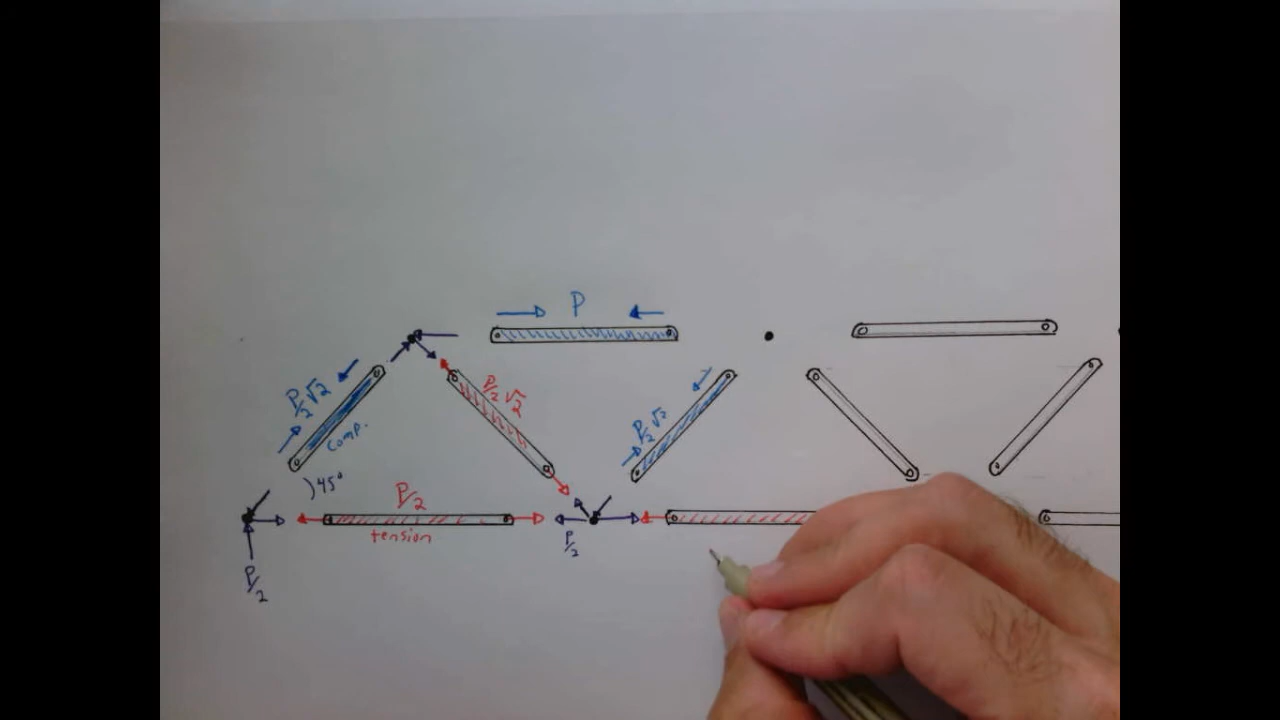 P
P/2 √2
comp.
P/2 √2
P/2 √2
)45°
P/2
tension
P/2
P/2